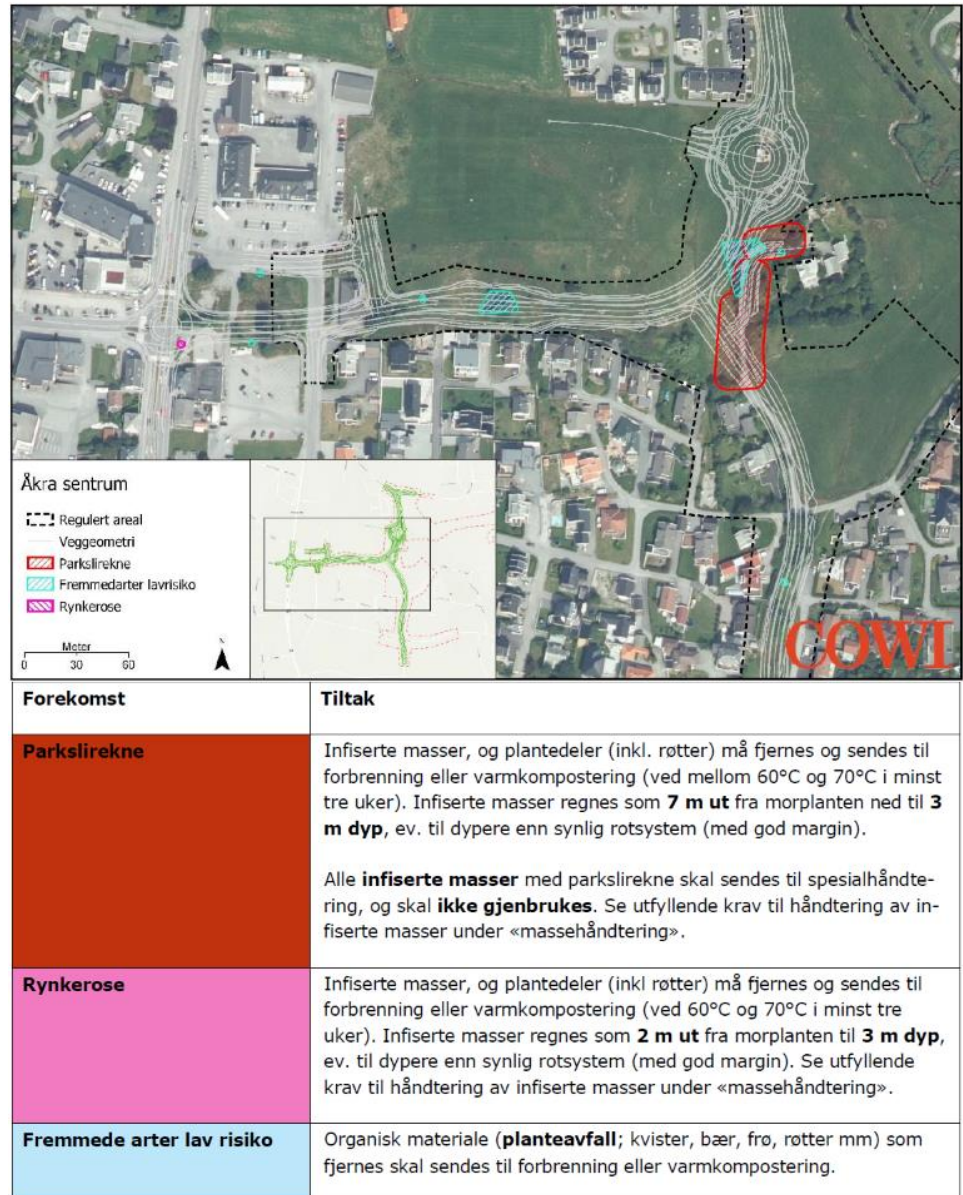 Åkra sentrum
Regulert areal
Veggeometri
Parkslirekne
Fremmedarter lavrisiko
Rynkerose
Meter
0 30 60
N
COWI
Forekomst
Tiltak
Parkslirekne
Infiserte masser, og plantedeler (inkl. røtter) må fjernes og sendes til
forbrenning eller varmkompostering (ved mellom 60°C og 70°C i minst
tre uker). Infiserte masser regnes som 7 m ut fra morplanten ned til 3
m dyp, ev. til dypere enn synlig rotsystem (med god margin).
Alle infiserte masser med parkslirekne skal sendes til spesialhåndte-
ring, og skal ikke gjenbrukes. Se utfyllende krav til håndtering av in-
fiserte masser under «massehåndtering».
Rynkerose
Infiserte masser, og plantedeler (inkl røtter) må fjernes og sendes til
forbrenning eller varmkompostering (ved 60°C og 70°C i minst tre
uker). Infiserte masser regnes som 2 m ut fra morplanten til 3 m dyp,
ev. til dypere enn synlig rotsystem (med god margin). Se utfyllende
krav til håndtering av infiserte masser under «massehåndtering».
Fremmede arter lav risiko
Organisk materiale (planteavfall; kvister, bær, frø, røtter mm) som
fjernes skal sendes til forbrenning eller varmkompostering.